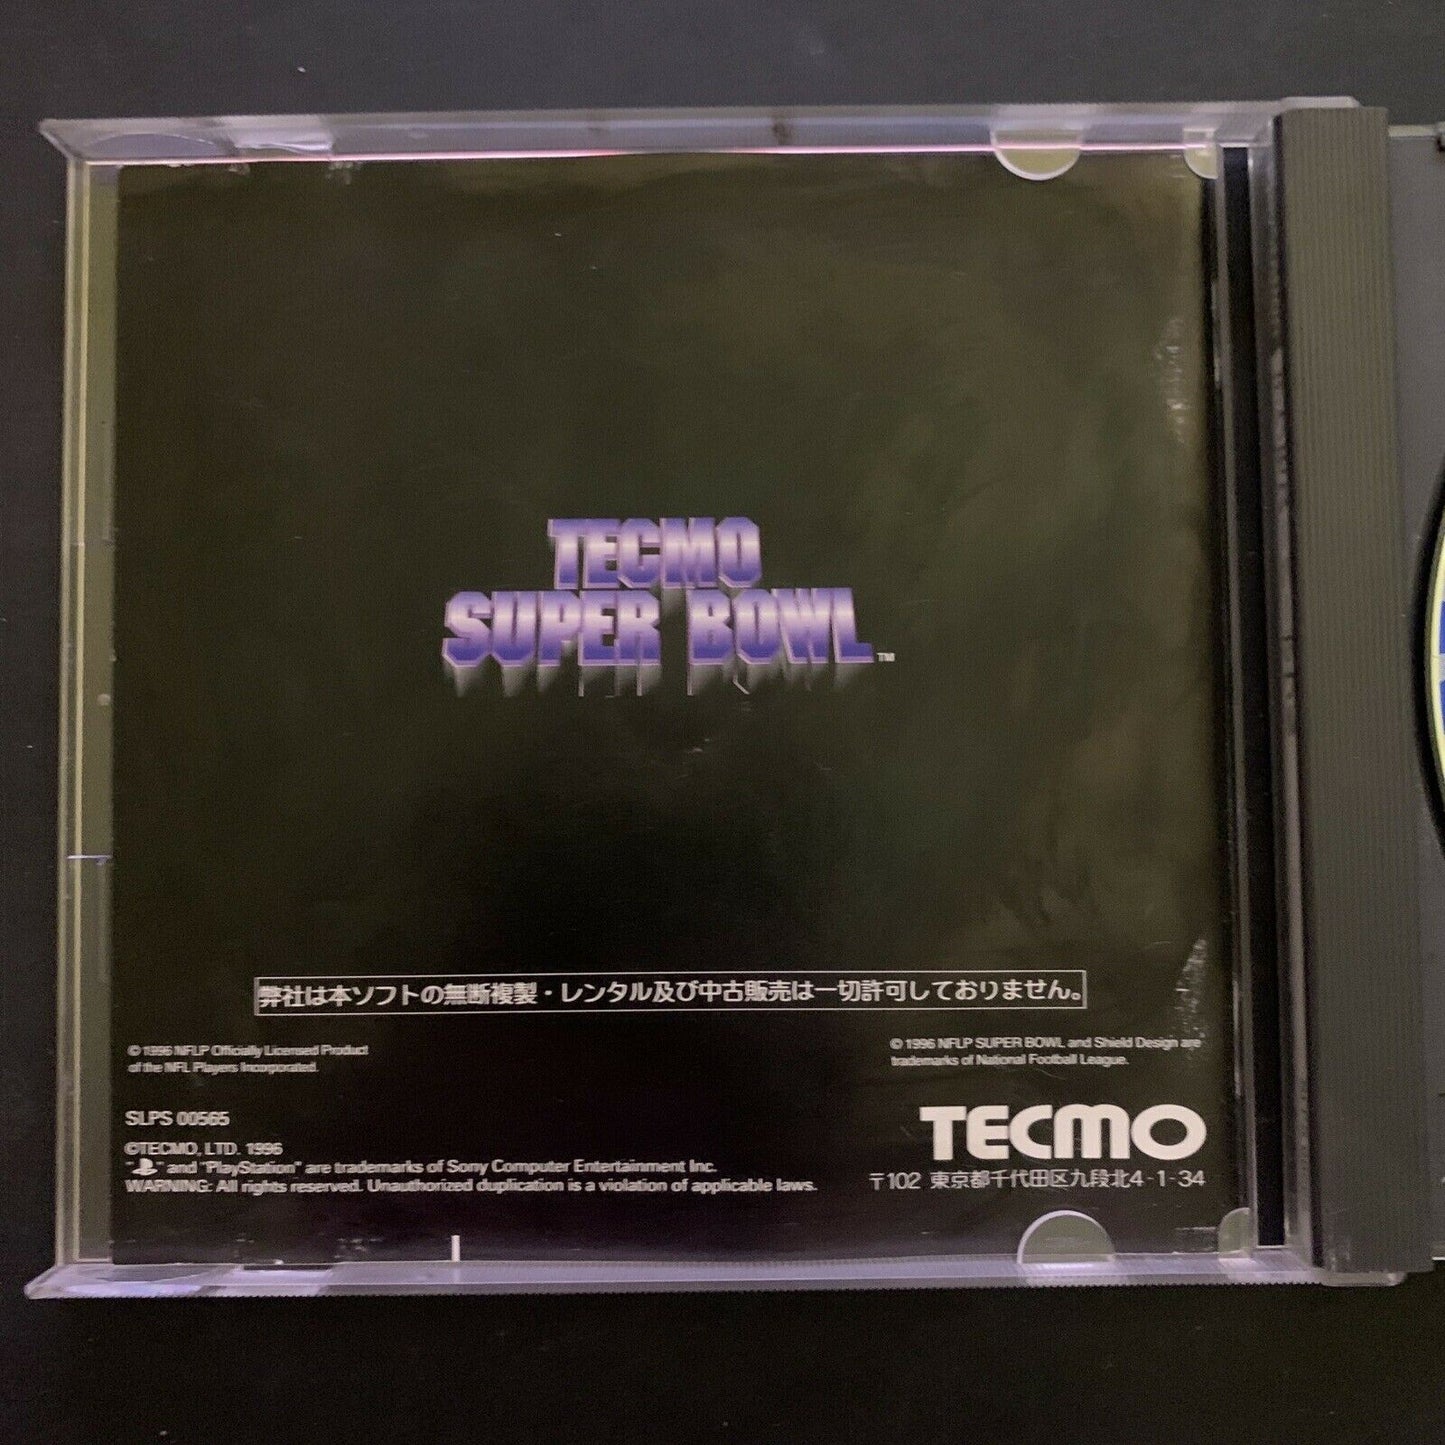 TECMO
SUPER BOWL™
弊社は本ソフトの無断複製・レンタル及び中古販売は一切許可しておりません。
© 1996 NFLP Officially Licensed Product
of the NFL Players Incorporated.
© 1996 NFLP SUPER BOWL and Shield Design are
trademarks of National Football League.
SLPS 00565
©TECMO, LTD. 1996
" " and "PlayStation" are trademarks of Sony Computer Entertainment Inc.
WARNING: All rights reserved. Unauthorized duplication is a violation of applicable laws.
TECMO
〒102 東京都千代田区九段北4-1-34